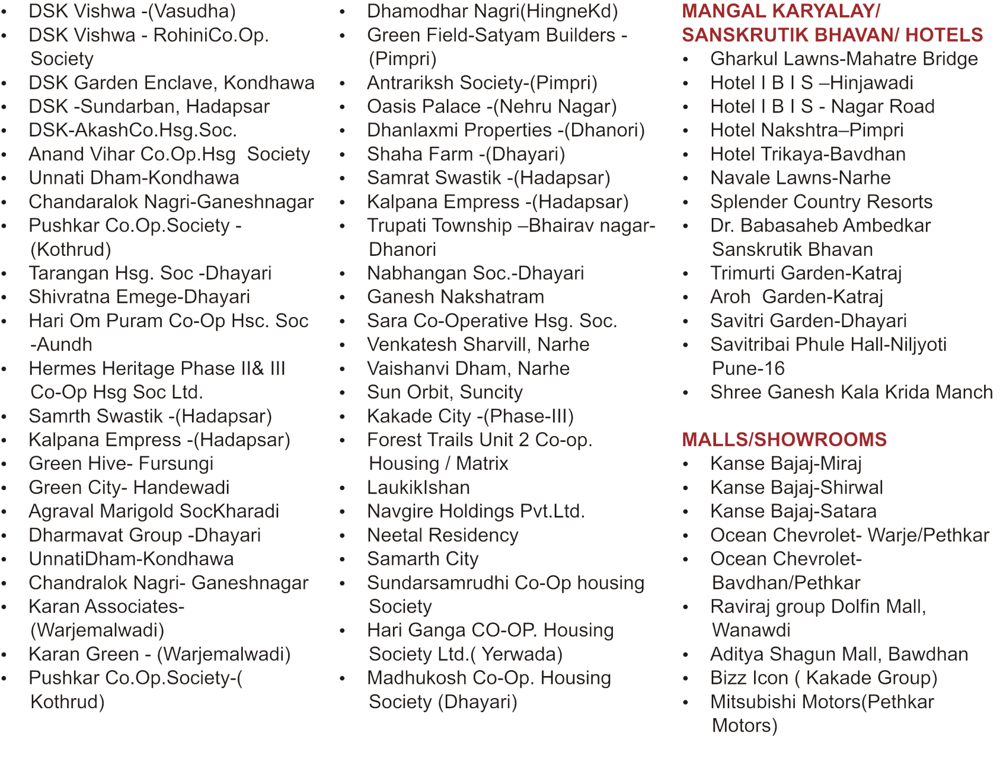 • DSK Vishwa -(Vasudha)
• DSK Vishwa - RohiniCo.Op.
Society
• DSK Garden Enclave, Kondhawa
• DSK -Sundarban, Hadapsar
• DSK-AkashCo.Hsg.Soc.
• Anand Vihar Co.Op.Hsg  Society
• Unnati Dham-Kondhawa
• Chandaralok Nagri-Ganeshnagar
• Pushkar Co.Op.Society -
(Kothrud)
• Tarangan Hsg. Soc -Dhayari
• Shivratna Emege-Dhayari
• Hari Om Puram Co-Op Hsc. Soc
-Aundh
• Hermes Heritage Phase II& III
Co-Op Hsg Soc Ltd.
• Samrth Swastik -(Hadapsar)
• Kalpana Empress -(Hadapsar)
• Green Hive- Fursungi
• Green City- Handewadi
• Agraval Marigold SocKharadi
• Dharmavat Group -Dhayari
• UnnatiDham-Kondhawa
• Chandralok Nagri- Ganeshnagar
• Karan Associates-
(Warjemalwadi)
• Karan Green - (Warjemalwadi)
• Pushkar Co.Op.Society-(
Kothrud)
• Dhamodhar Nagri(HingneKd)
• Green Field-Satyam Builders -
(Pimpri)
• Antrariksh Society-(Pimpri)
• Oasis Palace -(Nehru Nagar)
• Dhanlaxmi Properties -(Dhanori)
• Shaha Farm -(Dhayari)
• Samrat Swastik -(Hadapsar)
• Kalpana Empress -(Hadapsar)
• Trupati Township –Bhairav nagar-
Dhanori
• Nabhangan Soc.-Dhayari
• Ganesh Nakshatram
• Sara Co-Operative Hsg. Soc.
• Venkatesh Sharvill, Narhe
• Vaishanvi Dham, Narhe
• Sun Orbit, Suncity
• Kakade City -(Phase-III)
• Forest Trails Unit 2 Co-op.
Housing / Matrix
• LaukikIshan
• Navgire Holdings Pvt.Ltd.
• Neetal Residency
• Samarth City
• Sundarsamrudhi Co-Op housing
Society
• Hari Ganga CO-OP. Housing
Society Ltd.( Yerwada)
• Madhukosh Co-Op. Housing
Society (Dhayari)
MANGAL KARYALAY/
SANSKRUTIK BHAVAN/ HOTELS
• Gharkul Lawns-Mahatre Bridge
• Hotel I B I S –Hinjawadi
• Hotel I B I S - Nagar Road
• Hotel Nakshtra–Pimpri
• Hotel Trikaya-Bavdhan
• Navale Lawns-Narhe
• Splender Country Resorts
• Dr. Babasaheb Ambedkar
Sanskrutik Bhavan
• Trimurti Garden-Katraj
• Aroh  Garden-Katraj
• Savitri Garden-Dhayari
• Savitribai Phule Hall-Niljyoti
Pune-16
• Shree Ganesh Kala Krida Manch
MALLS/SHOWROOMS
• Kanse Bajaj-Miraj
• Kanse Bajaj-Shirwal
• Kanse Bajaj-Satara
• Ocean Chevrolet- Warje/Pethkar
• Ocean Chevrolet-
Bavdhan/Pethkar
• Raviraj group Dolfin Mall,
Wanawdi
• Aditya Shagun Mall, Bawdhan
• Bizz Icon ( Kakade Group)
• Mitsubishi Motors(Pethkar
Motors)